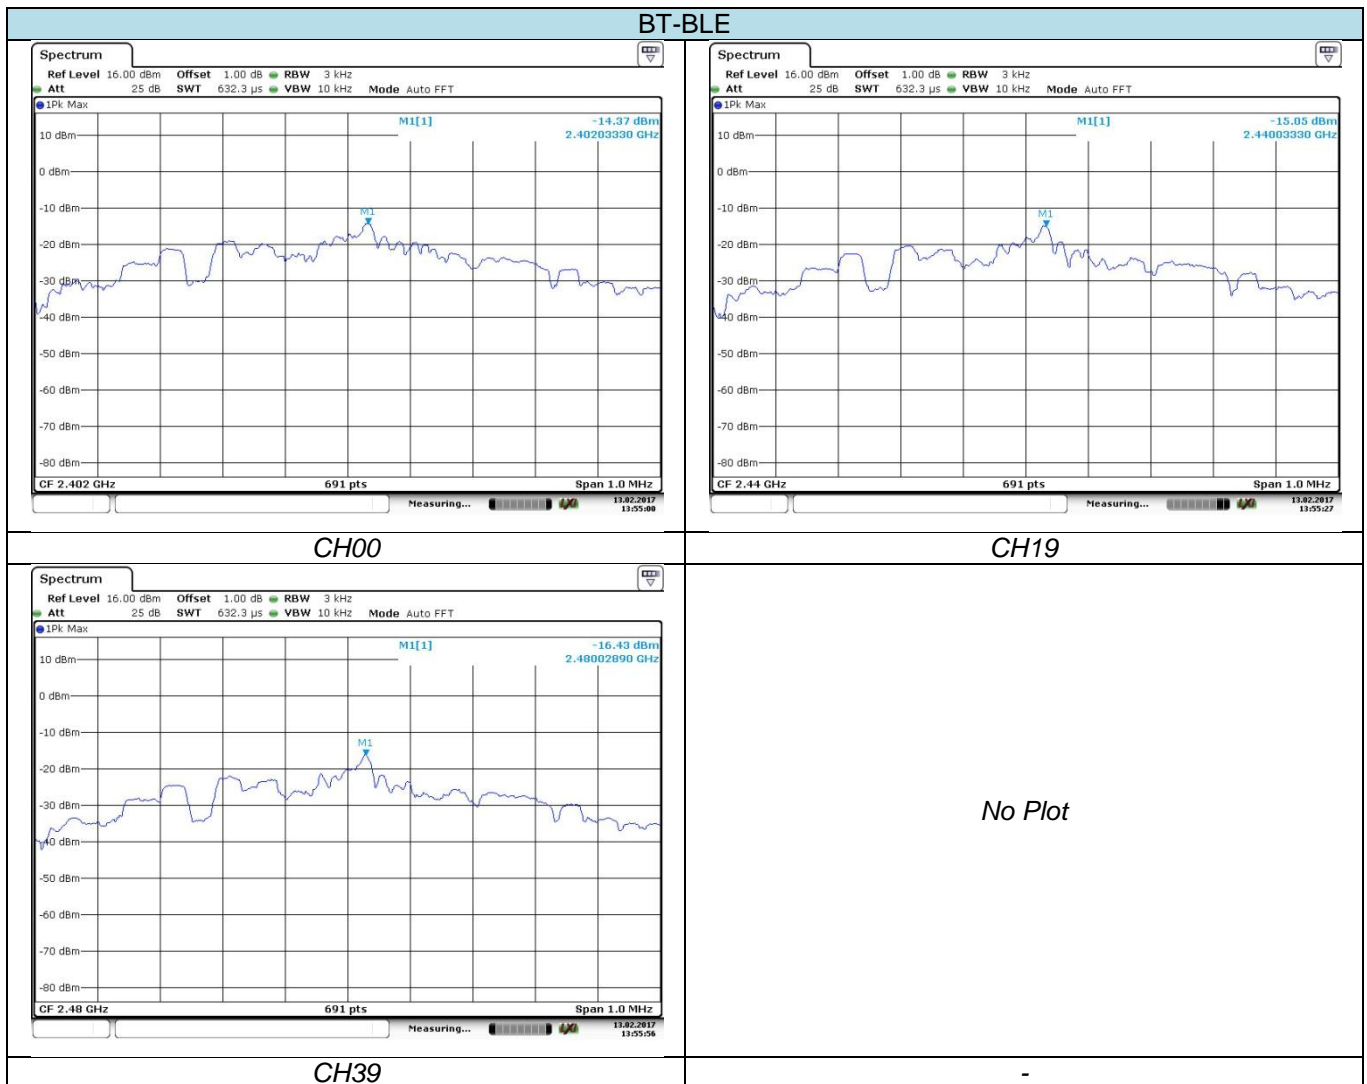 BT-BLE
Spectrum
Ref Level 16.00 dBm Offset 1.00 dB RBW 3 kHz
Att 25 dB SWT 632.3 µs VBW 10 kHz Mode Auto FFT
1Pk Max
M1[1] -14.37 dBm
2.40203330 GHz
10 dBm
0 dBm
M1
-10 dBm
-20 dBm
-30 dBm
-40 dBm
-50 dBm
-60 dBm
-70 dBm
-80 dBm
CF 2.402 GHz 691 pts Span 1.0 MHz
Measuring... LXI 13.02.2017
13:55:00
CH00
Spectrum
Ref Level 16.00 dBm Offset 1.00 dB RBW 3 kHz
Att 25 dB SWT 632.3 µs VBW 10 kHz Mode Auto FFT
1Pk Max
M1[1] -15.05 dBm
2.44003330 GHz
10 dBm
0 dBm
-10 dBm
M1
-20 dBm
-30 dBm
-40 dBm
-50 dBm
-60 dBm
-70 dBm
-80 dBm
CF 2.44 GHz 691 pts Span 1.0 MHz
Measuring... LXI 13.02.2017
13:55:27
CH19
Spectrum
Ref Level 16.00 dBm Offset 1.00 dB RBW 3 kHz
Att 25 dB SWT 632.3 µs VBW 10 kHz Mode Auto FFT
1Pk Max
M1[1] -16.43 dBm
2.48002890 GHz
10 dBm
0 dBm
-10 dBm
M1
-20 dBm
-30 dBm
-40 dBm
-50 dBm
-60 dBm
-70 dBm
-80 dBm
CF 2.48 GHz 691 pts Span 1.0 MHz
Measuring... LXI 13.02.2017
13:55:56
CH39
No Plot
-